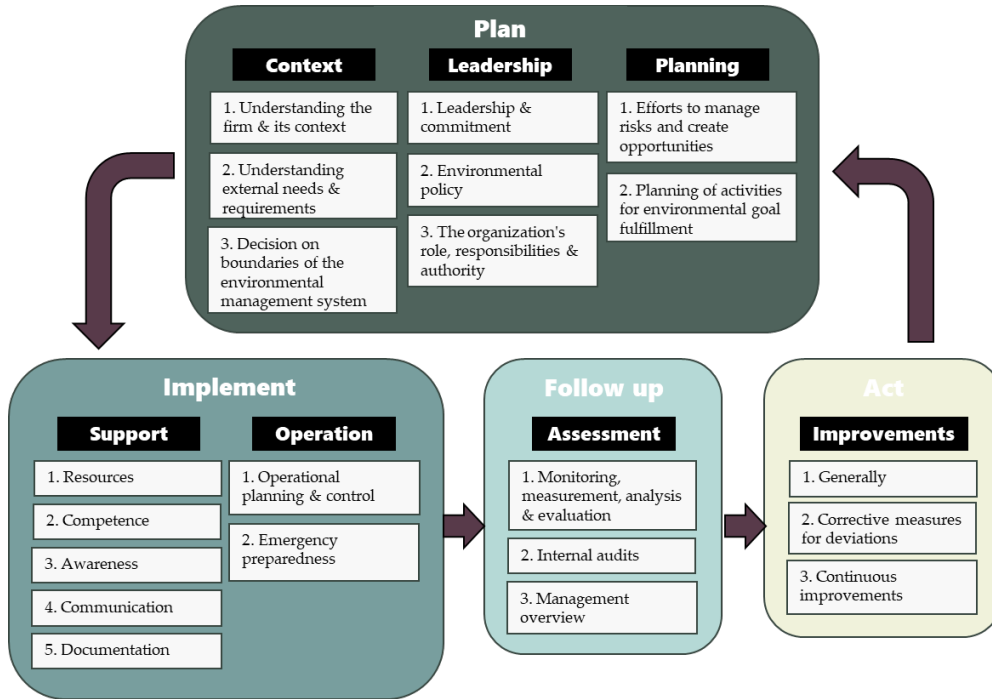 Plan
Context
1. Understanding the
firm & its context
2. Understanding
external needs &
requirements
3. Decision on
boundaries of the
environmental
management system
Leadership
1. Leadership &
commitment
2. Environmental
policy
3. The organization's
role, responsibilities &
authority
Planning
1. Efforts to manage
risks and create
opportunities
2. Planning of activities
for environmental goal
fulfillment
Implement
Support
1. Resources
2. Competence
3. Awareness
4. Communication
5. Documentation
Operation
1. Operational
planning & control
2. Emergency
preparedness
Follow up
Assessment
1. Monitoring,
measurement, analysis
& evaluation
2. Internal audits
3. Management
overview
Act
Improvements
1. Generally
2. Corrective measures
for deviations
3. Continuous
improvements